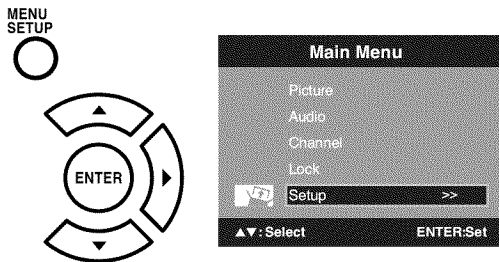 MENU
SETUP
ENTER
Main Menu
Picture
Audio
Channel
Lock
Setup >>
▲▼: Select ENTER:Set